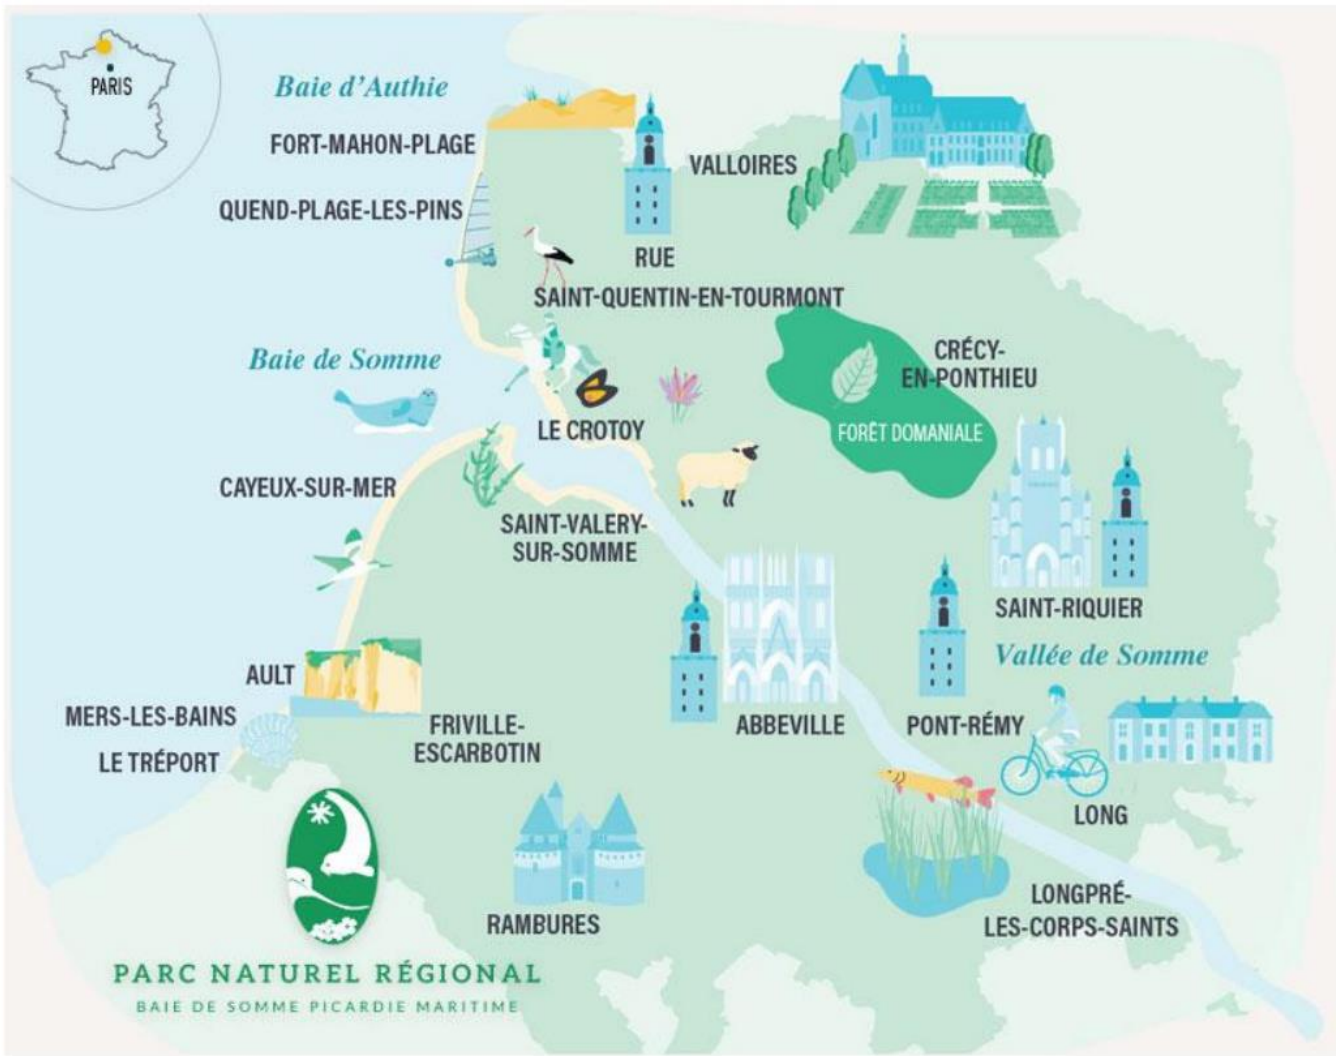 PARIS
Baie d'Authie
FORT-MAHON-PLAGE
VALLOIRES
QUEND-PLAGE-LES-PINS
RUE
SAINT-QUENTIN-EN-TOURMONT
Baie de Somme
CRÉCY-
EN-PONTHIEU
LE CROTOY
FORÊT DOMANIALE
CAYEUX-SUR-MER
SAINT-VALERY-
SUR-SOMME
SAINT-RIQUIER
Vallée de Somme
AULT
MERS-LES-BAINS
LE TRÉPORT
FRIVILLE-
ESCARBOTIN
ABBEVILLE
PONT-RÉMY
LONG
LONGPRÉ-
LES-CORPS-SAINTS
RAMBURES
PARC NATUREL RÉGIONAL
BAIE DE SOMME PICARDIE MARITIME